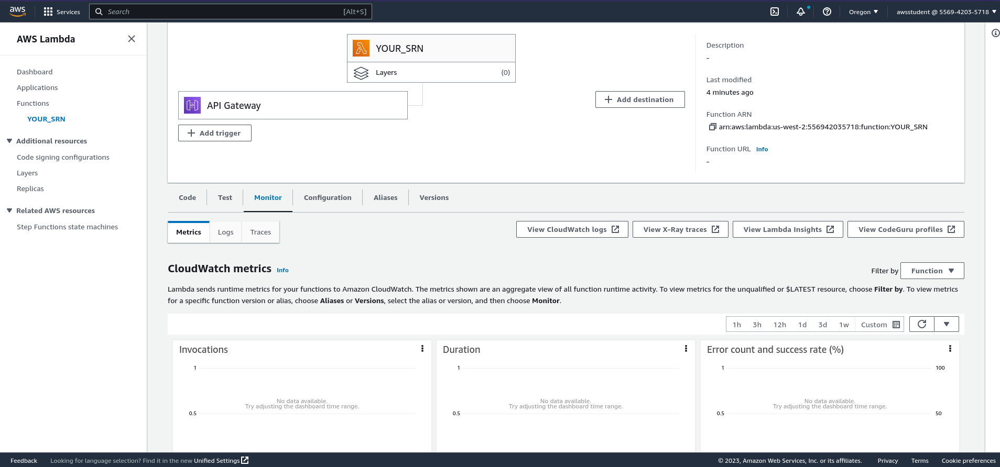 aws
Services
Search
[Alt+S]
Oregon
awsstudent @ 5569-4203-5718
AWS Lambda
Dashboard
Applications
Functions
YOUR_SRN
Additional resources
Code signing configurations
Layers
Replicas
Related AWS resources
Step Functions state machines
YOUR_SRN
Layers
(0)
API Gateway
Add trigger
Add destination
Description
-
Last modified
4 minutes ago
Function ARN
arn:aws:lambda:us-west-2:556942035718:function:YOUR_SRN
Function URL Info
-
Code
Test
Monitor
Configuration
Aliases
Versions
Metrics
Logs
Traces
View CloudWatch logs
View X-Ray traces
View Lambda Insights
View CodeGuru profiles
CloudWatch metrics Info
Filter by
Function
Lambda sends runtime metrics for your functions to Amazon CloudWatch. The metrics shown are an aggregate view of all function runtime activity. To view metrics for the unqualified or $LATEST resource, choose Filter by. To view metrics
for a specific function version or alias, choose Aliases or Versions, select the alias or version, and then choose Monitor.
1h
3h
12h
1d
3d
1w
Custom
Invocations
1
No data available.
Try adjusting the dashboard time range.
0.5
Duration
1
No data available.
Try adjusting the dashboard time range.
0.5
Error count and success rate (%)
1
100
No data available.
Try adjusting the dashboard time range.
0.5
50
Feedback
Looking for language selection? Find it in the new Unified Settings
© 2023, Amazon Web Services, Inc. or its affiliates.
Privacy
Terms
Cookie preferences